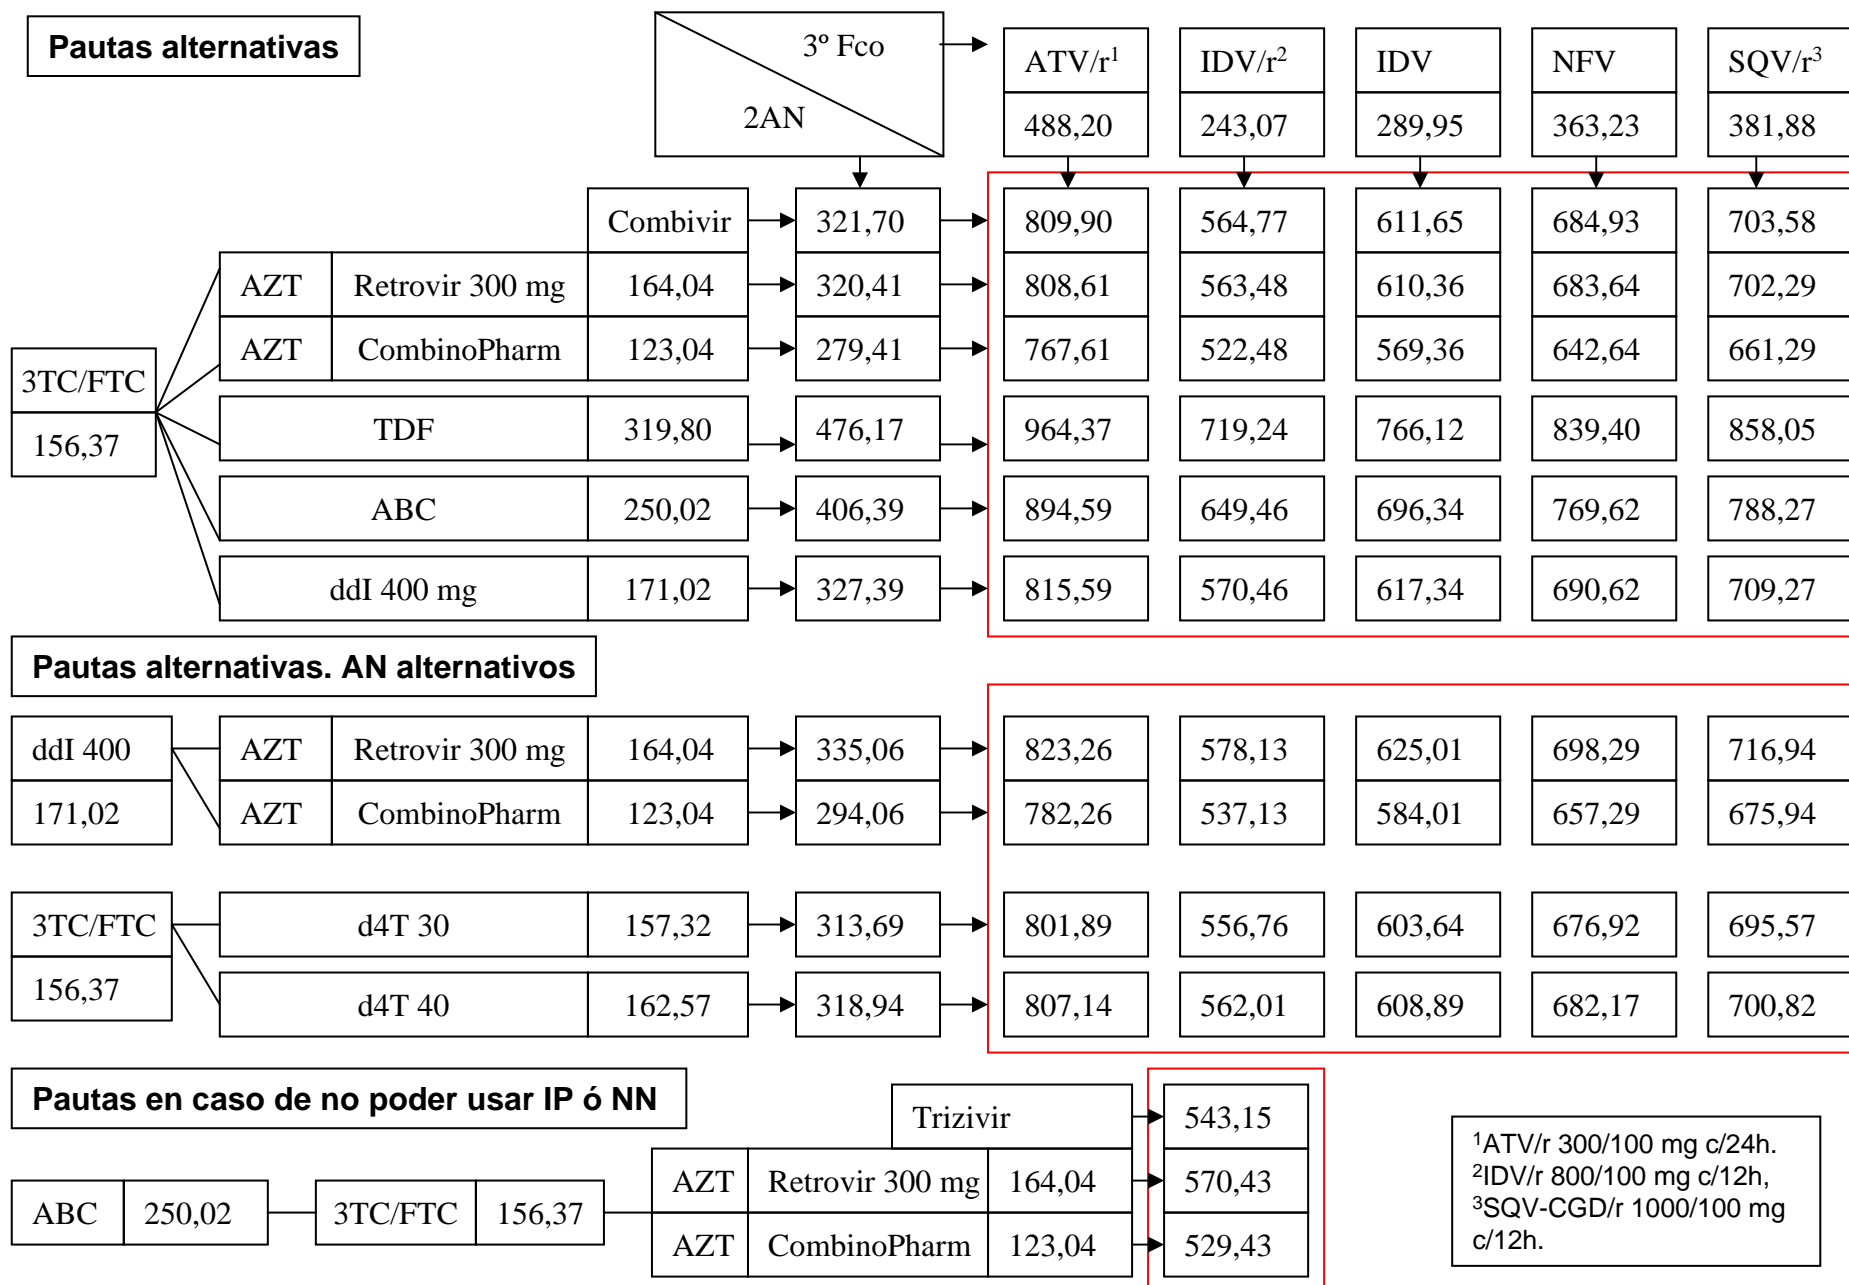 Pautas alternativas
3º Fco
2AN
ATV/r¹ IDV/r² IDV NFV SQV/r³
488,20 243,07 289,95 363,23 381,88
Combivir 321,70 809,90 564,77 611,65 684,93 703,58
AZT Retrovir 300 mg 164,04 320,41 808,61 563,48 610,36 683,64 702,29
AZT CombinoPharm 123,04 279,41 767,61 522,48 569,36 642,64 661,29
3TC/FTC
156,37
TDF 319,80 476,17 964,37 719,24 766,12 839,40 858,05
ABC 250,02 406,39 894,59 649,46 696,34 769,62 788,27
ddI 400 mg 171,02 327,39 815,59 570,46 617,34 690,62 709,27
Pautas alternativas. AN alternativos
ddI 400 AZT Retrovir 300 mg 164,04 335,06 823,26 578,13 625,01 698,29 716,94
171,02 AZT CombinoPharm 123,04 294,06 782,26 537,13 584,01 657,29 675,94
3TC/FTC d4T 30 157,32 313,69 801,89 556,76 603,64 676,92 695,57
156,37 d4T 40 162,57 318,94 807,14 562,01 608,89 682,17 700,82
Pautas en caso de no poder usar IP ó NN
Trizivir 543,15
AZT Retrovir 300 mg 164,04 570,43
ABC 250,02 3TC/FTC 156,37
AZT CombinoPharm 123,04 529,43
¹ATV/r 300/100 mg c/24h.
²IDV/r 800/100 mg c/12h,
³SQV-CGD/r 1000/100 mg
c/12h.